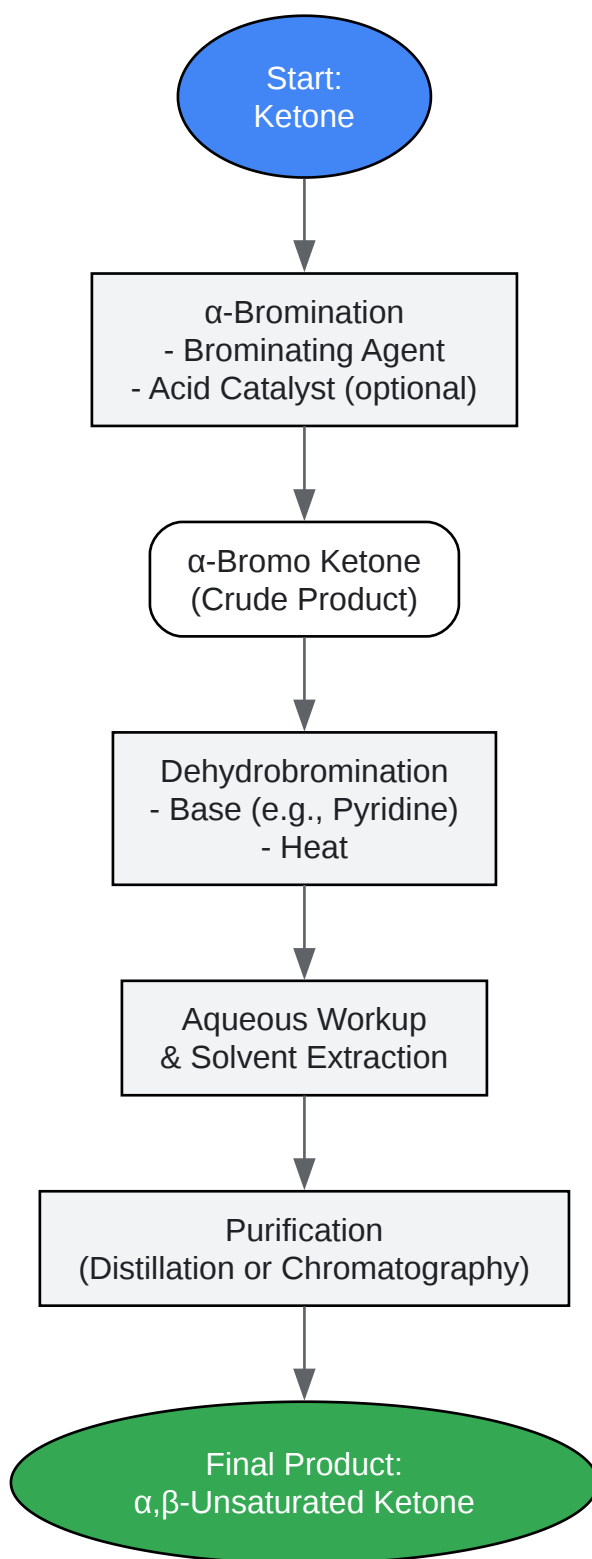 Start:
Ketone
α-Bromination
- Brominating Agent
- Acid Catalyst (optional)
α-Bromo Ketone
(Crude Product)
Dehydrobromination
- Base (e.g., Pyridine)
- Heat
Aqueous Workup
& Solvent Extraction
Purification
(Distillation or Chromatography)
Final Product:
α,β-Unsaturated Ketone